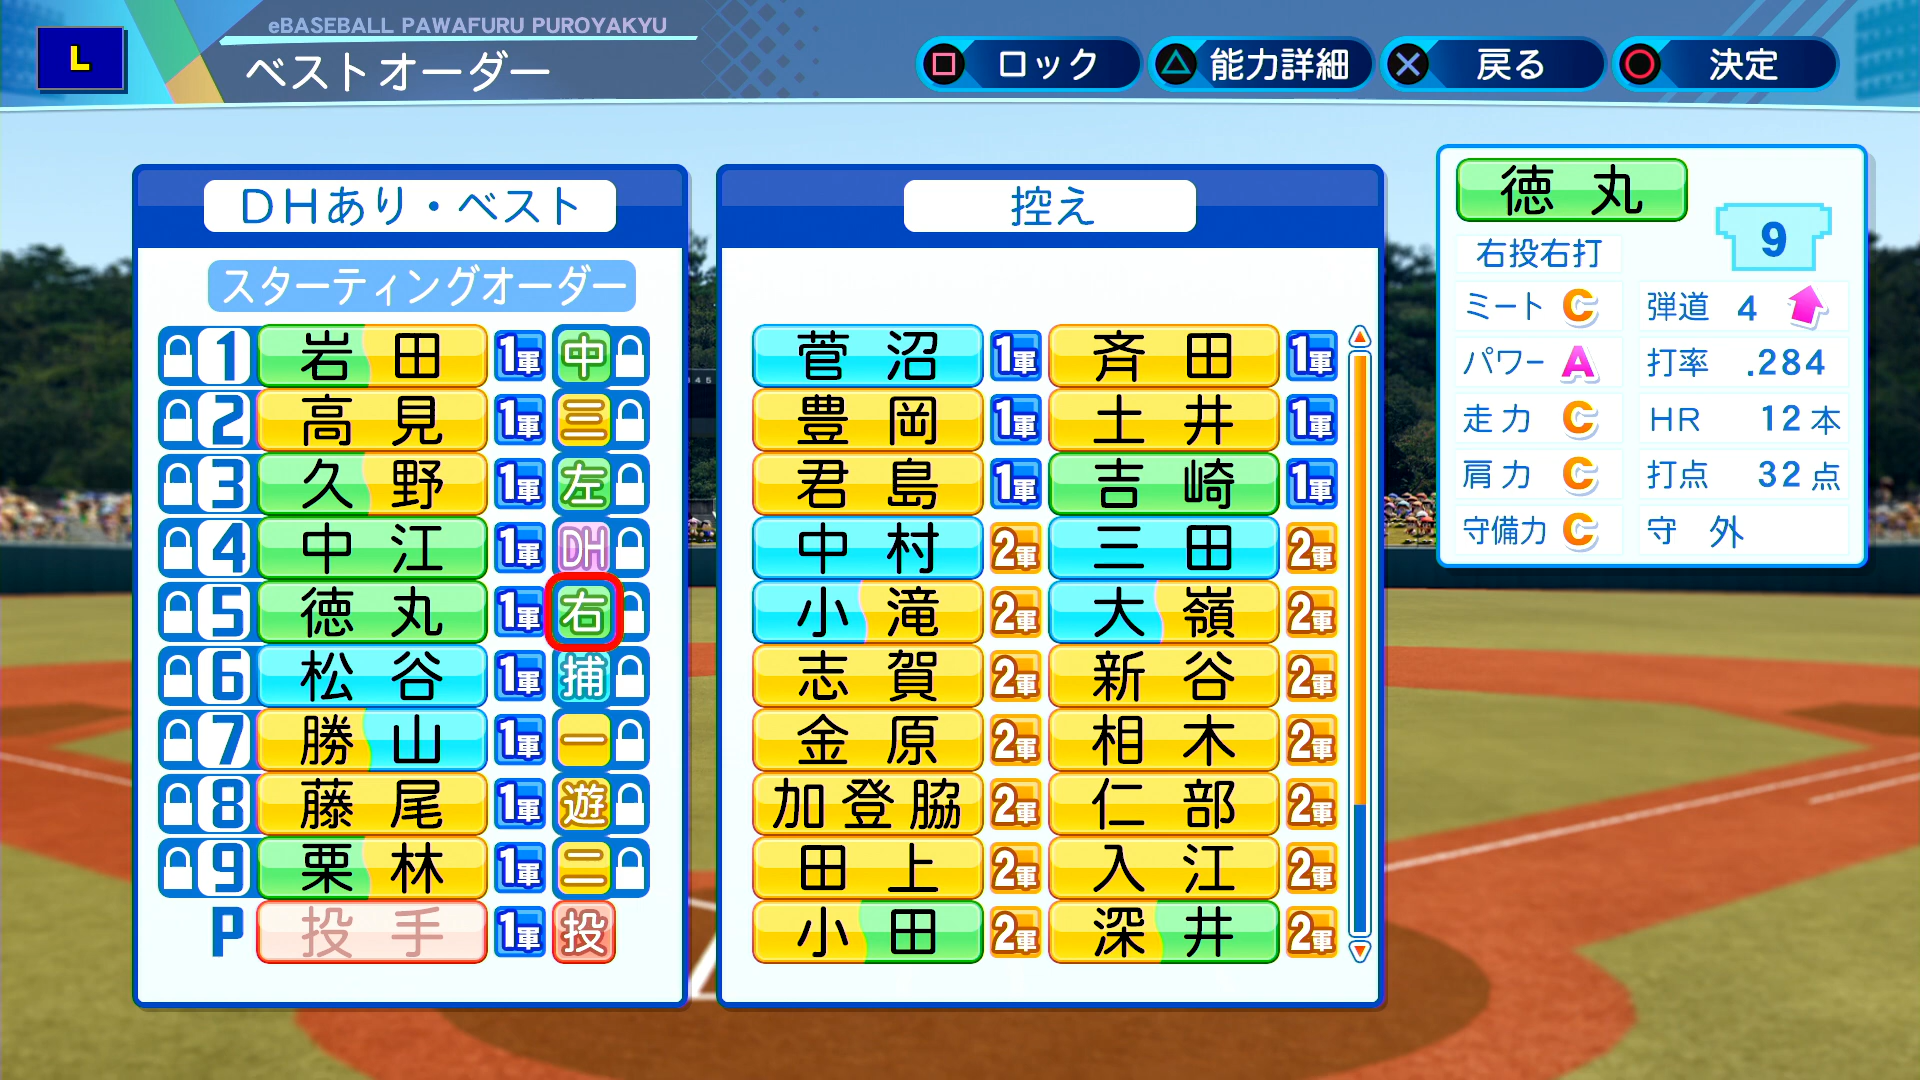 L
eBASEBALL PAWAFURU PUROYAKYU
ベストオーダー
ロック
能力詳細
戻る
決定
DHあり・ベスト
スターティングオーダー
1 岩田 1軍 中
2 高見 1軍 三
3 久野 1軍 左
4 中江 1軍 DH
5 徳丸 1軍 右
6 松谷 1軍 捕
7 勝山 1軍 一
8 藤尾 1軍 遊
9 栗林 1軍 二
P 投手 1軍 投
控え
菅沼 1軍 斉田 1軍
豊岡 1軍 土井 1軍
君島 1軍 吉崎 1軍
中村 2軍 三田 2軍
小滝 2軍 大嶺 2軍
志賀 2軍 新谷 2軍
金原 2軍 相木 2軍
加登脇 2軍 仁部 2軍
田上 2軍 入江 2軍
小田 2軍 深井 2軍
徳丸
9
右投右打
ミート C 弾道 4
パワー A 打率 .284
走力 C HR 12本
肩力 C 打点 32点
守備力 C 守 外